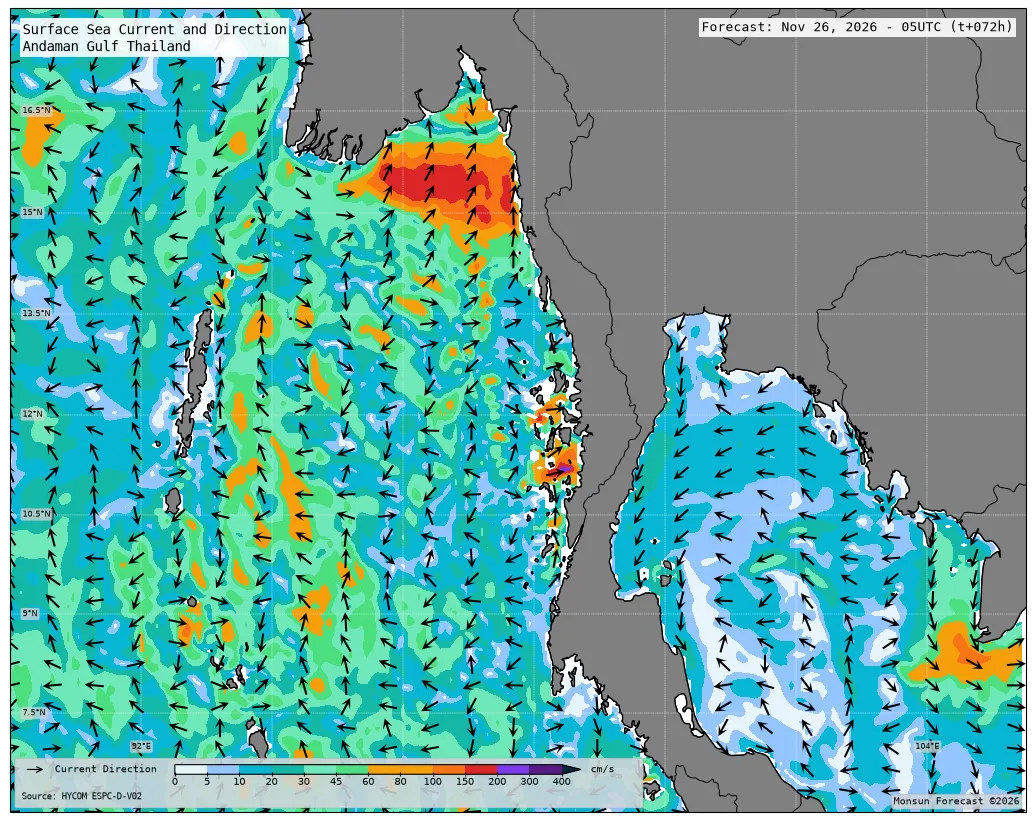 Surface Sea Current and Direction
Andaman Gulf Thailand
Forecast: Nov 26, 2026 - 05UTC (t+072h)
16.5°N
15°N
13.5°N
12°N
10.5°N
9°N
7.5°N
92°E
104°E
Current Direction
cm/s
0 5 10 20 30 45 60 80 100 130 200 300 400
Source: HYCOM ESPC-D-V02
Monsun Forecast ©2026